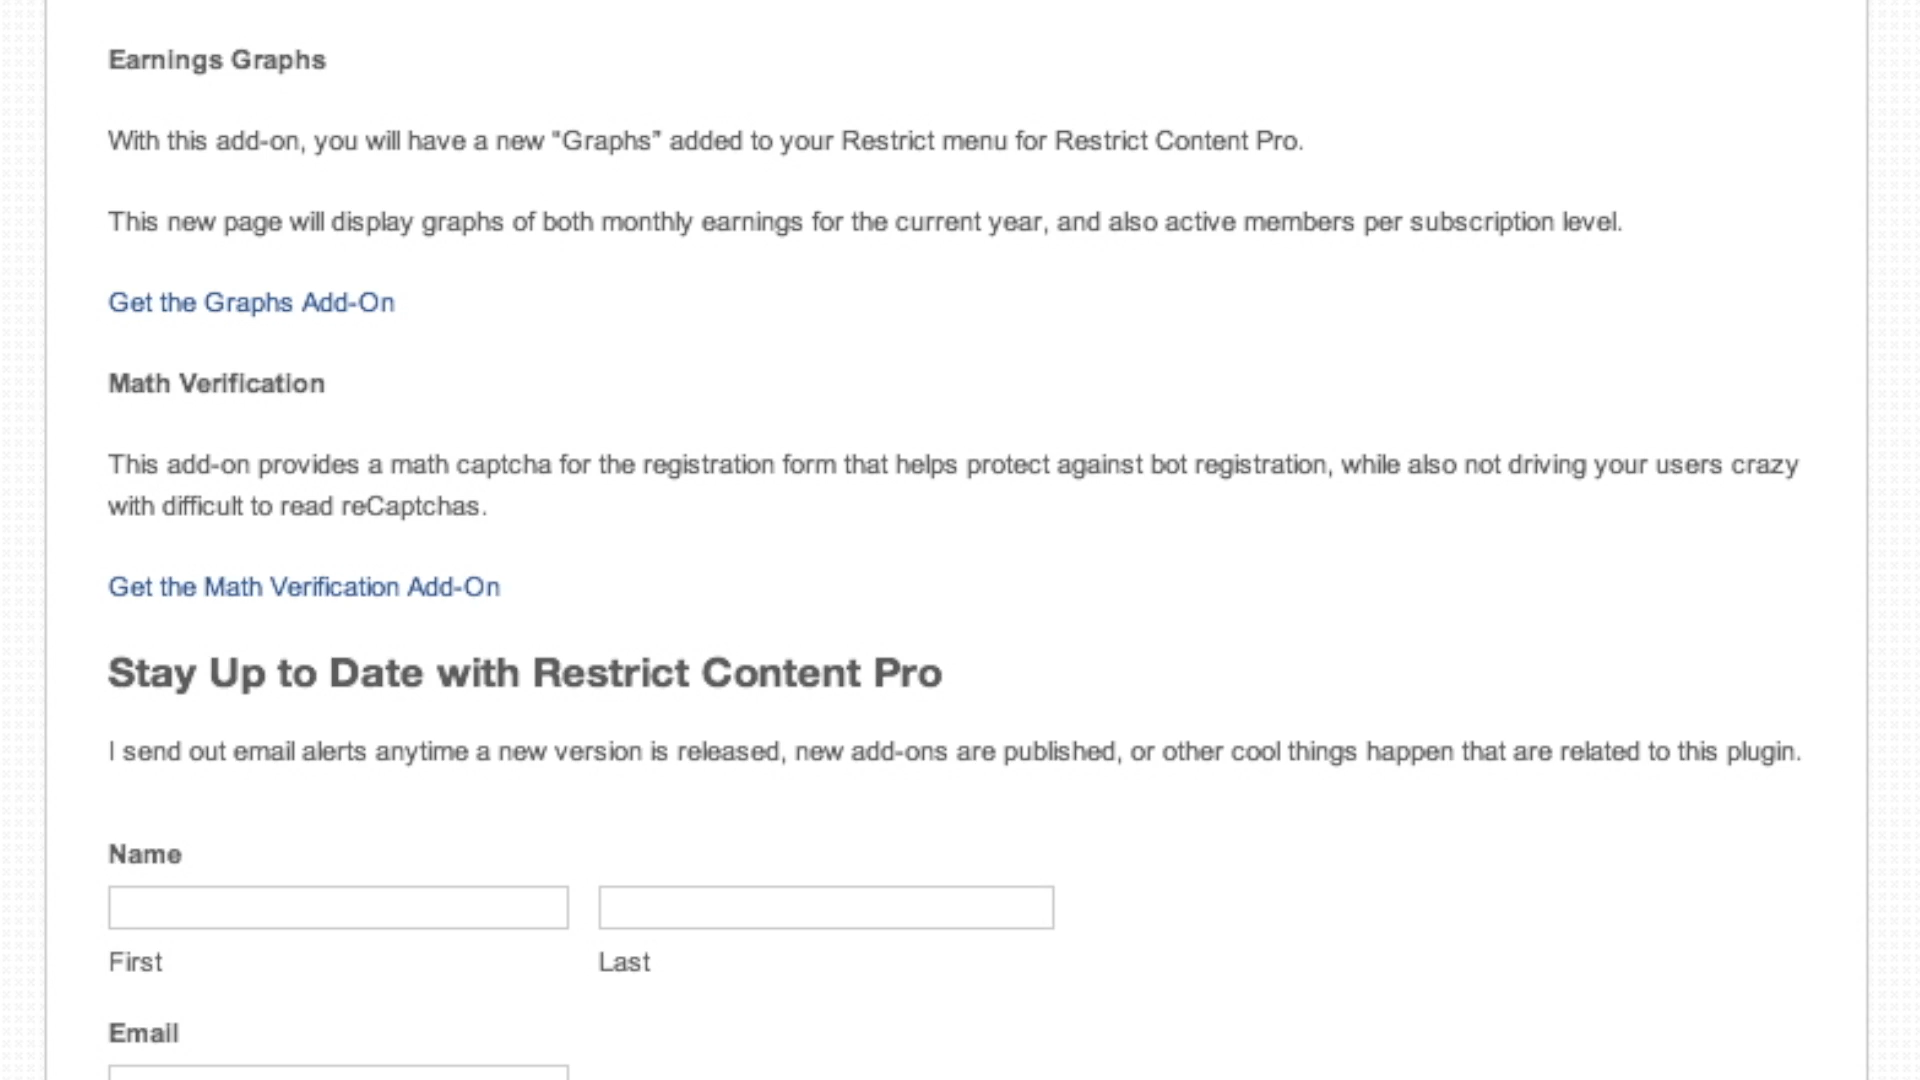 Earnings Graphs
With this add-on, you will have a new "Graphs" added to your Restrict menu for Restrict Content Pro.
This new page will display graphs of both monthly earnings for the current year, and also active members per subscription level.
Get the Graphs Add-On
Math Verification
This add-on provides a math captcha for the registration form that helps protect against bot registration, while also not driving your users crazy
with difficult to read reCaptchas.
Get the Math Verification Add-On
Stay Up to Date with Restrict Content Pro
I send out email alerts anytime a new version is released, new add-ons are published, or other cool things happen that are related to this plugin.
Name
First Last
Email